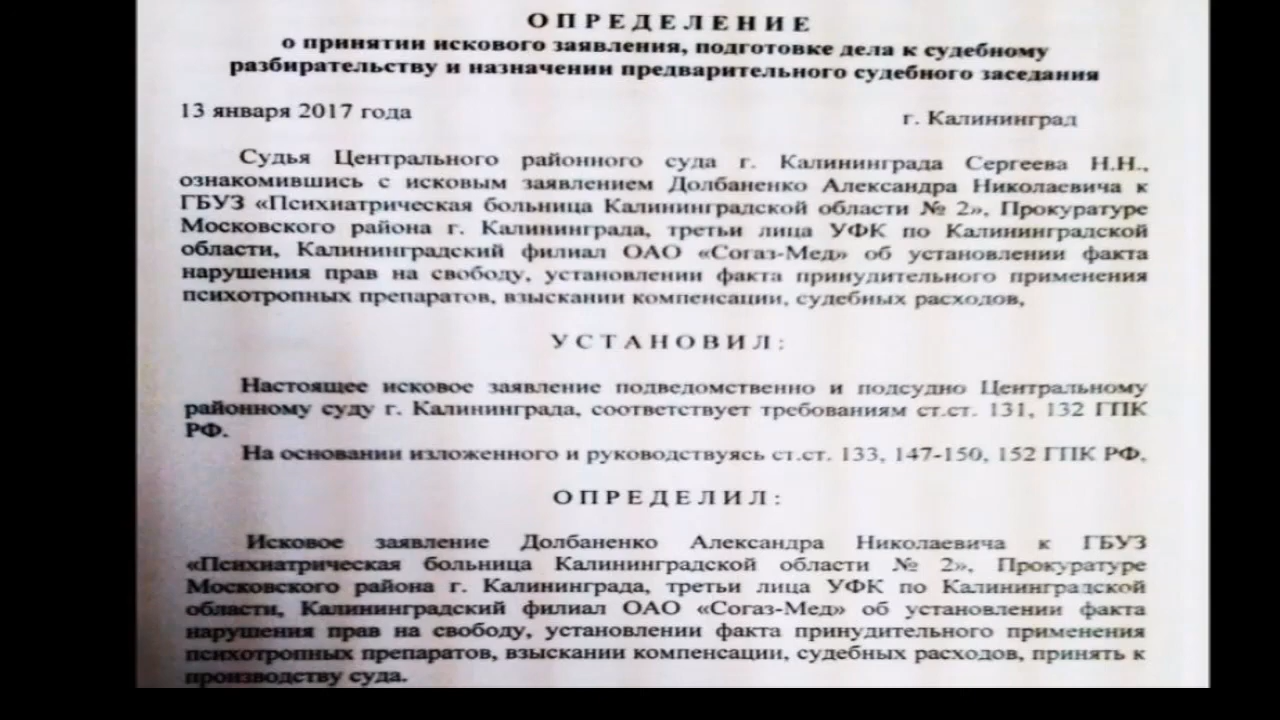 О П Р Е Д Е Л Е Н И Е
о принятии искового заявления, подготовке дела к судебному
разбирательству и назначении предварительного судебного заседания
13 января 2017 года г. Калининград
Судья Центрального районного суда г. Калининграда Сергеева Н.Н.,
ознакомившись с исковым заявлением Долбаненко Александра Николаевича к
ГБУЗ «Психиатрическая больница Калининградской области № 2», Прокуратуре
Московского района г. Калининграда, третьи лица УФК по Калининградской
области, Калининградский филиал ОАО «Согаз-Мед» об установлении факта
нарушения прав на свободу, установлении факта принудительного применения
психотропных препаратов, взыскании компенсации, судебных расходов,
У С Т А Н О В И Л :
Настоящее исковое заявление подведомственно и подсудно Центральному
районному суду г. Калининграда, соответствует требованиям ст.ст. 131, 132 ГПК
РФ.
На основании изложенного и руководствуясь ст.ст. 133, 147-150, 152 ГПК РФ,
О П Р Е Д Е Л И Л :
Исковое заявление Долбаненко Александра Николаевича к ГБУЗ
«Психиатрическая больница Калининградской области № 2», Прокуратуре
Московского района г. Калининграда, третьи лица УФК по Калининградской
области, Калининградский филиал ОАО «Согаз-Мед» об установлении факта
нарушения прав на свободу, установлении факта принудительного применения
психотропных препаратов, взыскании компенсации, судебных расходов, принять к
производству суда.